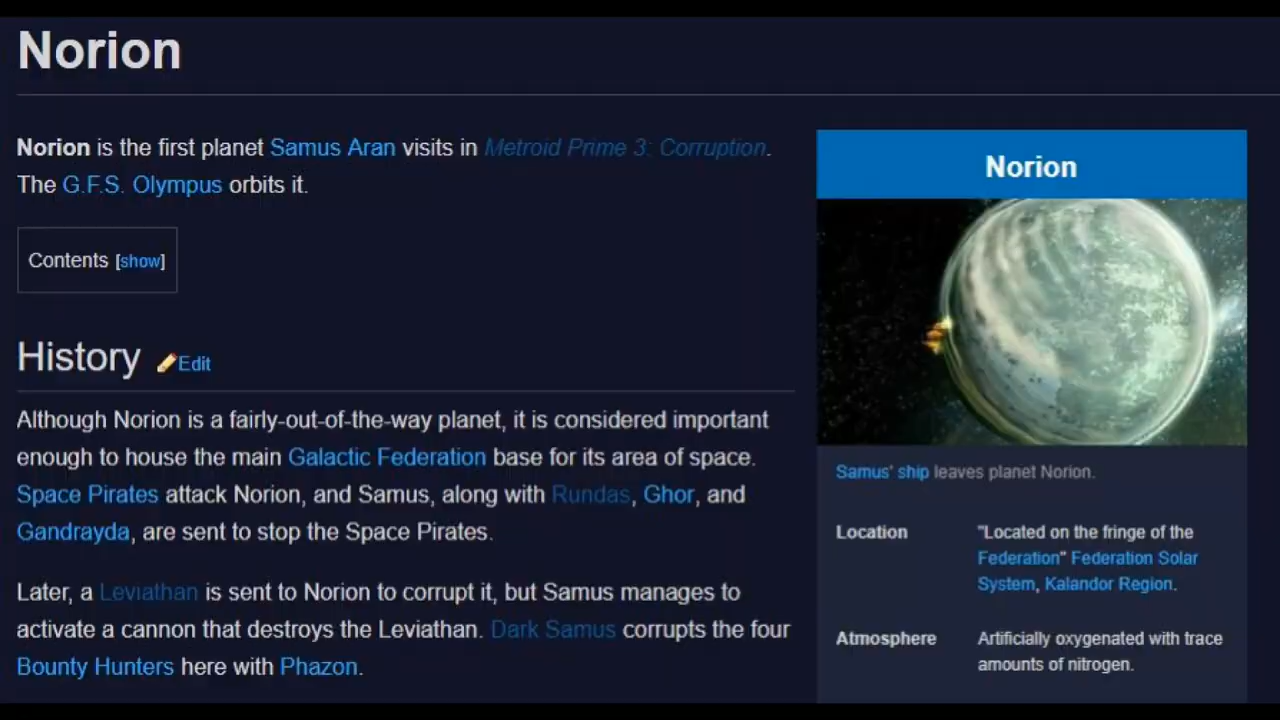 Norion
Norion is the first planet Samus Aran visits in Metroid Prime 3: Corruption.
The G.F.S. Olympus orbits it.
Contents [show]
History Edit
Although Norion is a fairly-out-of-the-way planet, it is considered important
enough to house the main Galactic Federation base for its area of space.
Space Pirates attack Norion, and Samus, along with Rundas, Ghor, and
Gandrayda, are sent to stop the Space Pirates.
Later, a Leviathan is sent to Norion to corrupt it, but Samus manages to
activate a cannon that destroys the Leviathan. Dark Samus corrupts the four
Bounty Hunters here with Phazon.
Norion
Samus' ship leaves planet Norion.
Location "Located on the fringe of the
Federation" Federation Solar
System, Kalandor Region.
Atmosphere Artificially oxygenated with trace
amounts of nitrogen.